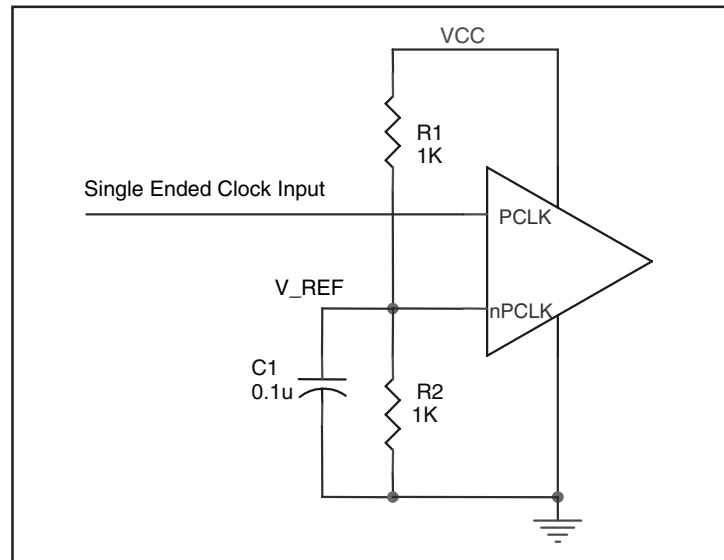 VCC
R1
1K
Single Ended Clock Input
PCLK
V_REF
nPCLK
C1
0.1u
R2
1K